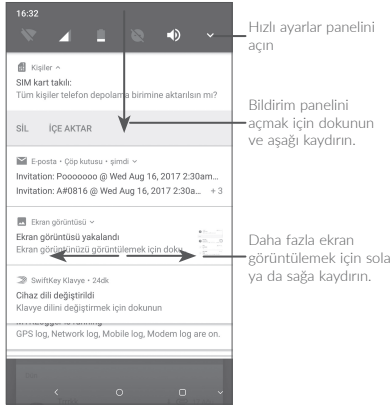 16:32
Hızlı ayarlar panelini
açın
Kişiler
SIM kart takılı:
Tüm kişiler telefon depolama birimine aktarılsın mı?
SİL İÇE AKTAR
Bildirim panelini
açmak için dokunun
ve aşağı kaydırın.
E-posta • Çöp kutusu • şimdi
Invitation: Pooooooo @ Wed Aug 16, 2017 2:30am...
Invitation: A#0816 @ Wed Aug 16, 2017 2:30a... + 3
Ekran görüntüsü
Ekran görüntüsü yakalandı
Ekran görüntünüzü görüntülemek için doku
Daha fazla ekran
görüntülemek için sola
ya da sağa kaydırın.
SwiftKey Klavye • 24dk
Cihaz dili değiştirildi
Klavye dilini değiştirmek için dokunun
GPS log, Network log, Mobile log, Modem log are on.